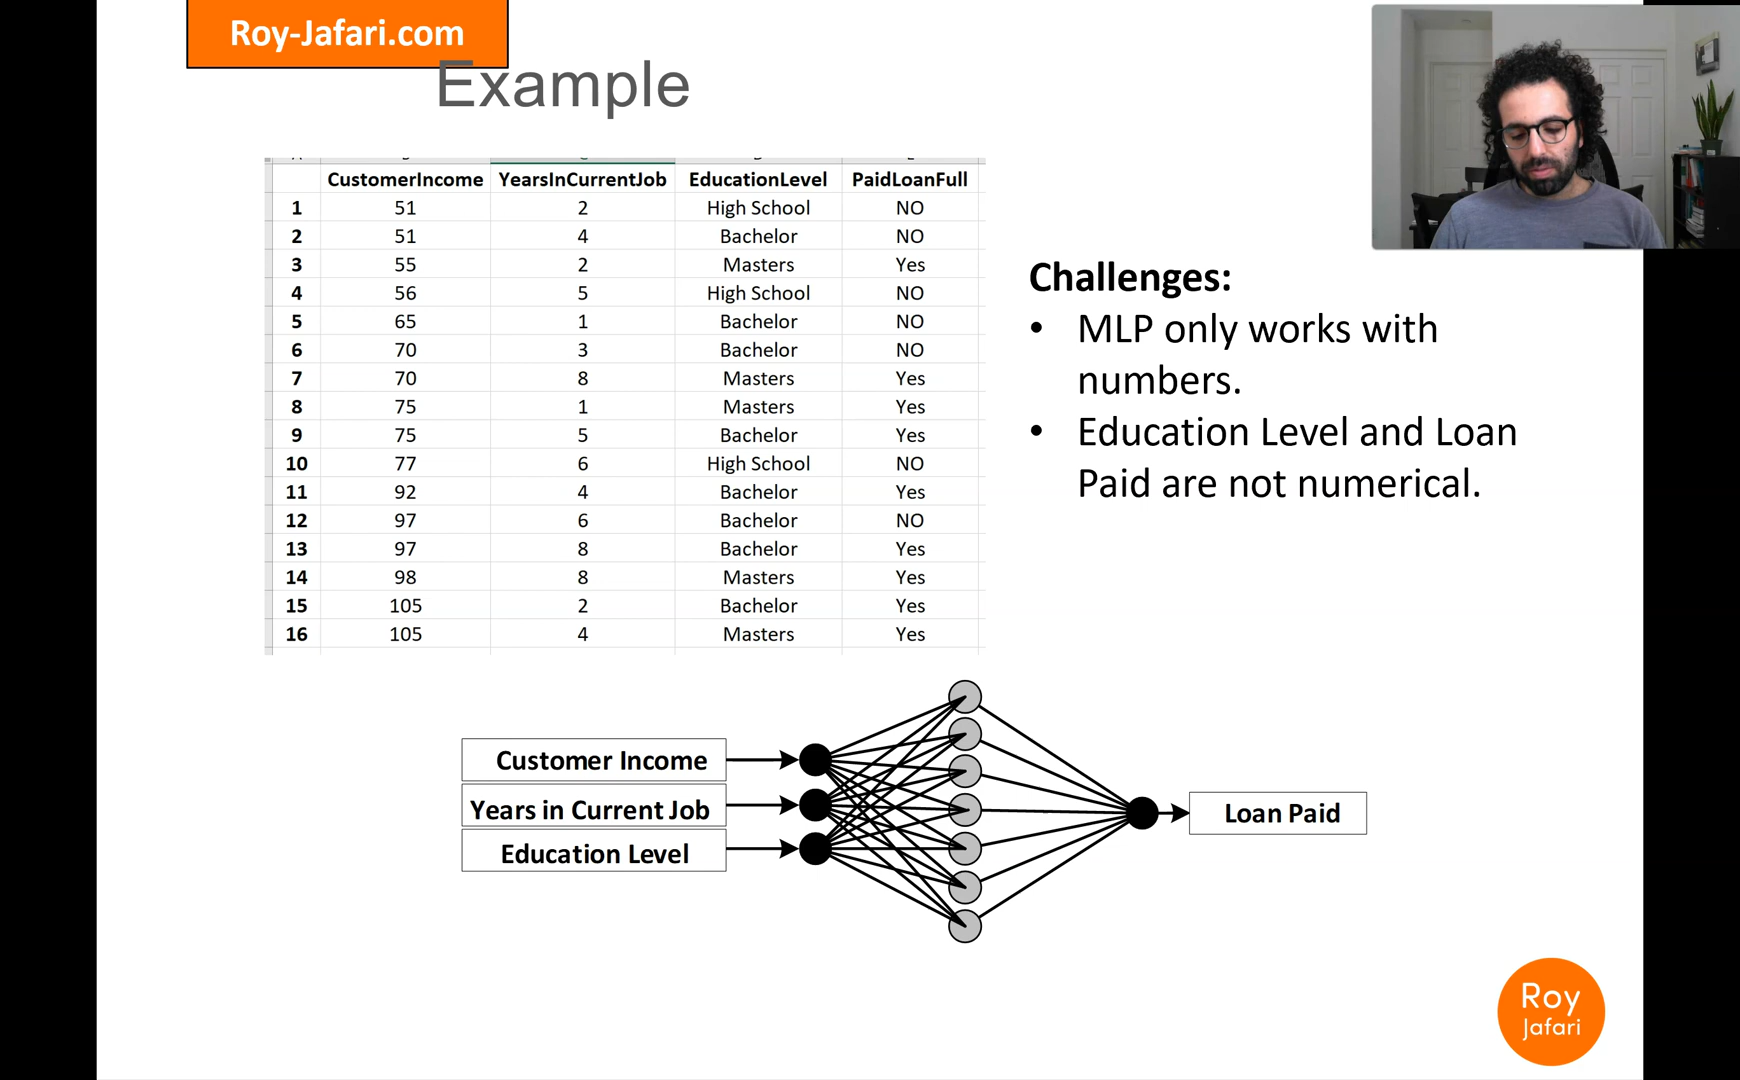 Roy-Jafari.com
Example
CustomerIncome YearsInCurrentJob EducationLevel PaidLoanFull
1 51 2 High School NO
2 51 4 Bachelor NO
3 55 2 Masters Yes
4 56 5 High School NO
5 65 1 Bachelor NO
6 70 3 Bachelor NO
7 70 8 Masters Yes
8 75 1 Masters Yes
9 75 5 Bachelor Yes
10 77 6 High School NO
11 92 4 Bachelor Yes
12 97 6 Bachelor NO
13 97 8 Bachelor Yes
14 98 8 Masters Yes
15 105 2 Bachelor Yes
16 105 4 Masters Yes
Challenges:
• MLP only works with
numbers.
• Education Level and Loan
Paid are not numerical.
Customer Income
Years in Current Job
Education Level
Loan Paid
Roy
Jafari